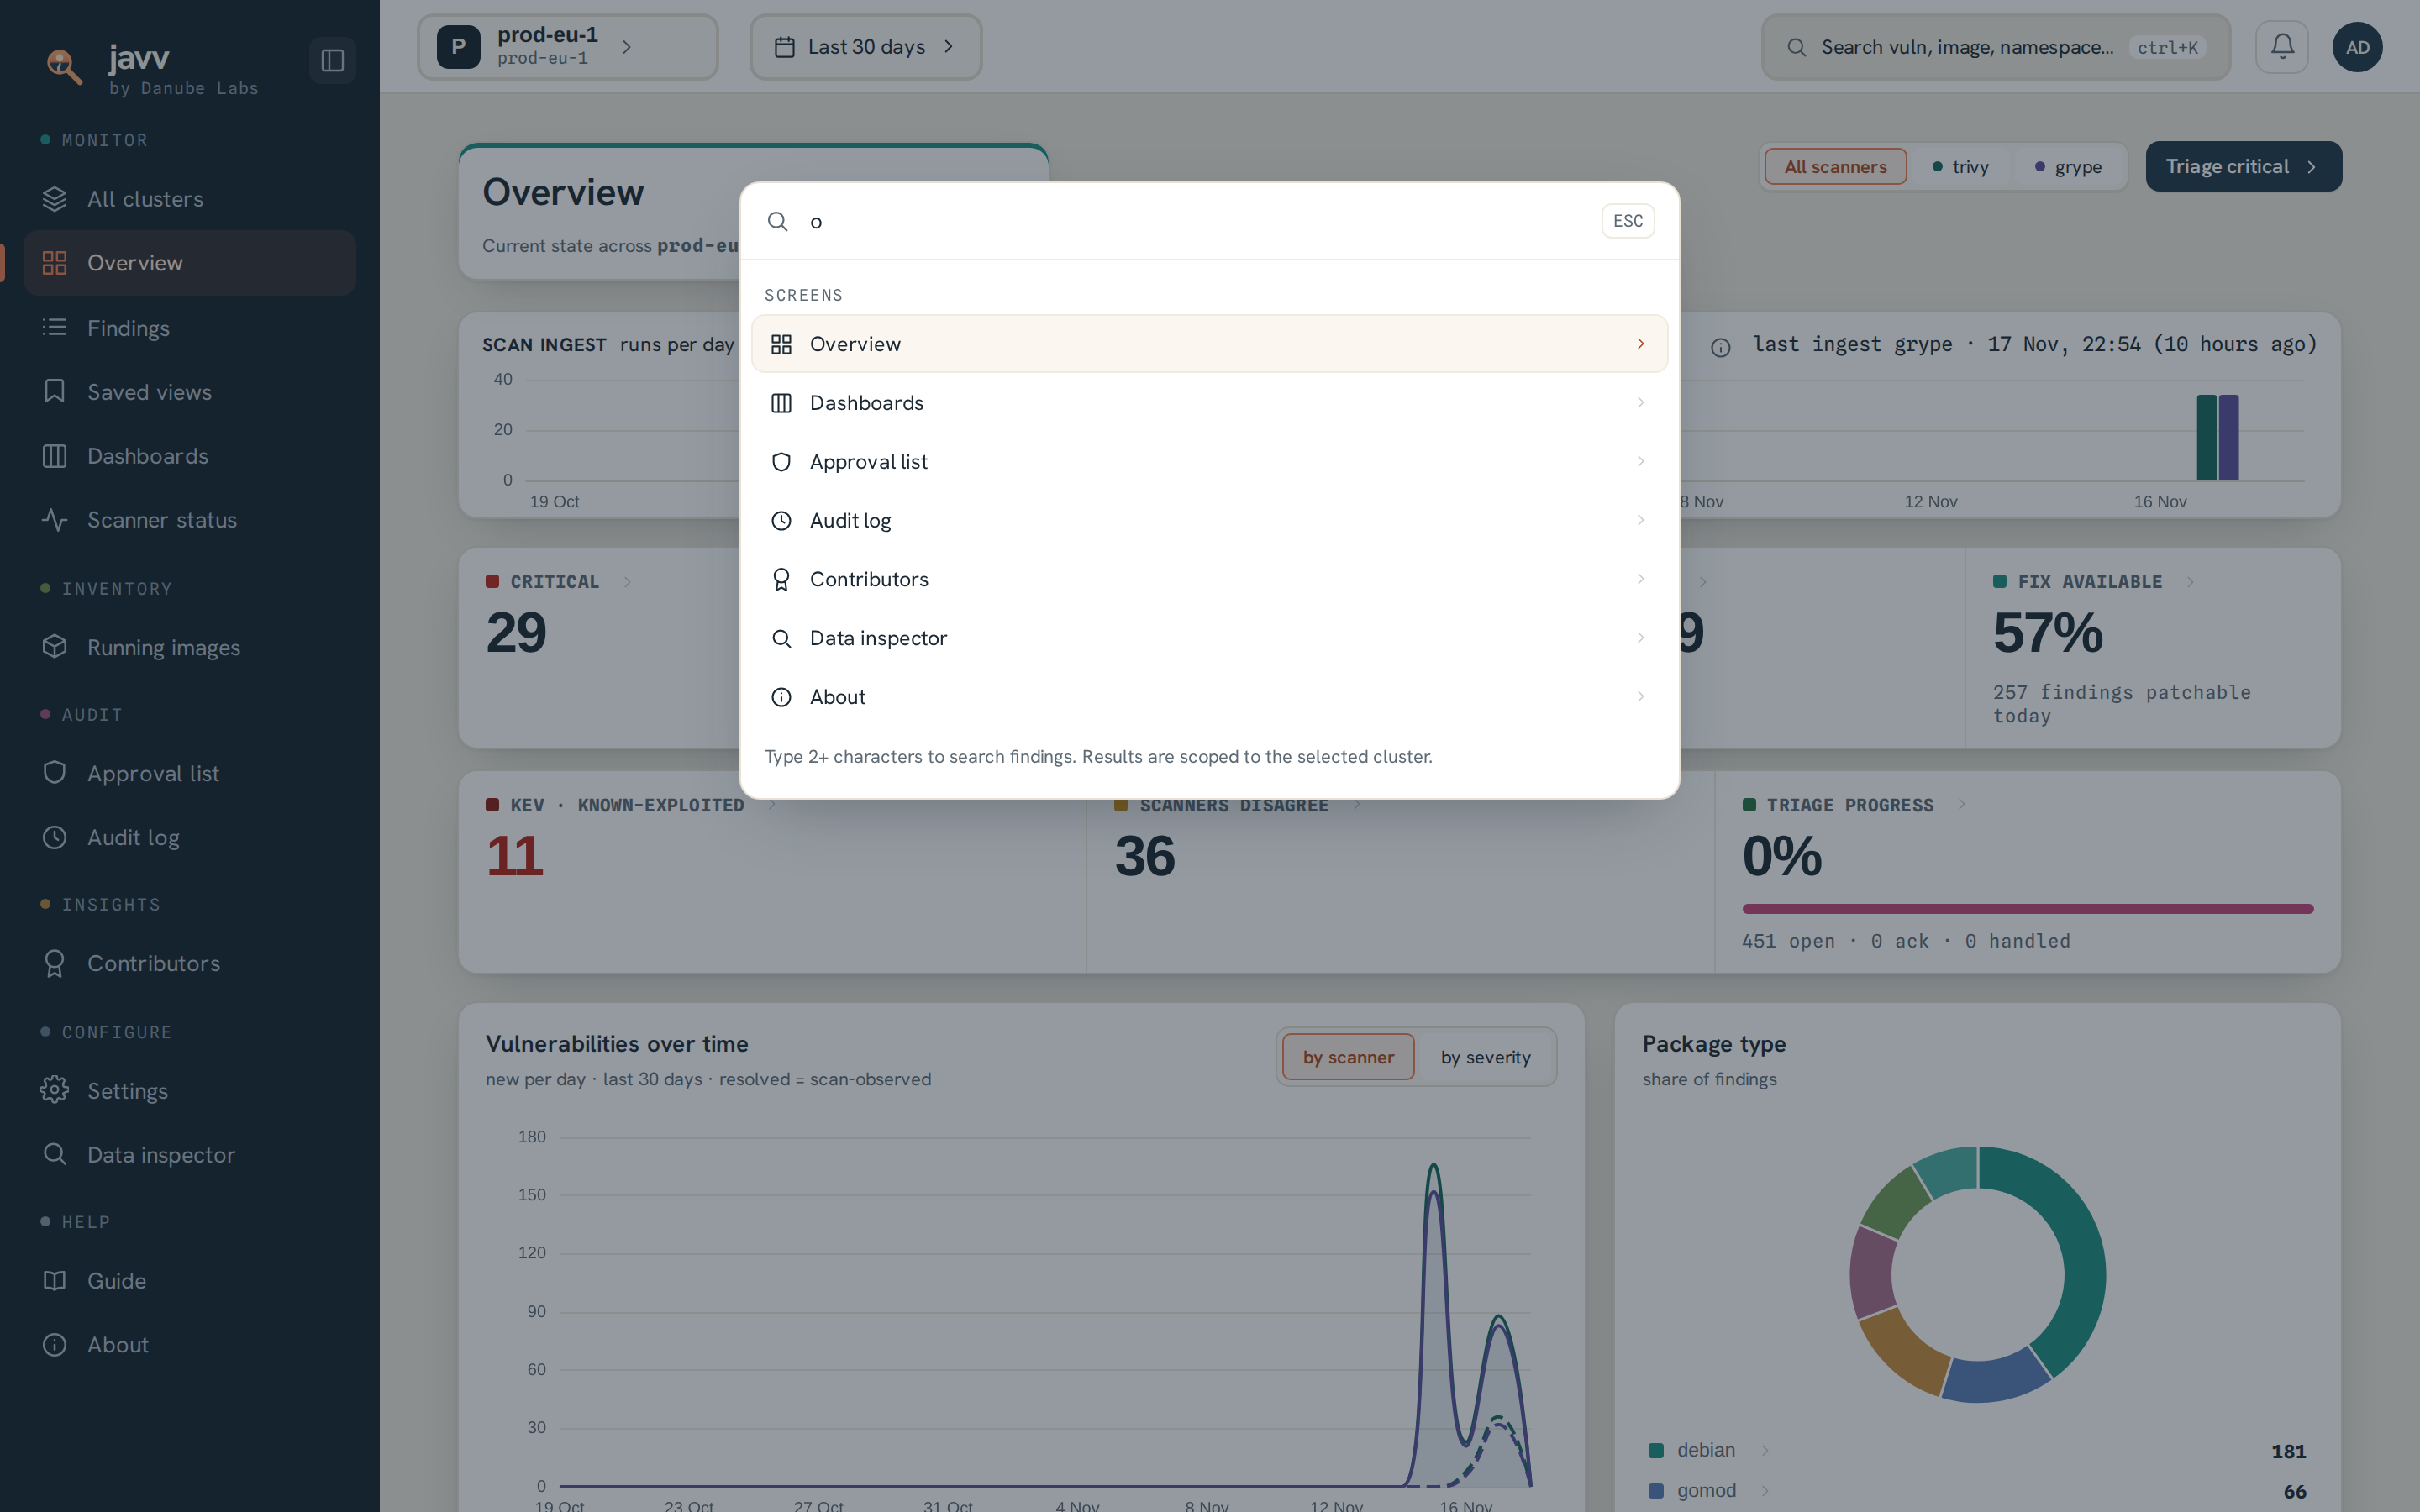 javv
by Danube Labs
MONITOR
All clusters
Overview
Findings
Saved views
Dashboards
Scanner status
INVENTORY
Running images
AUDIT
Approval list
Audit log
INSIGHTS
Contributors
CONFIGURE
Settings
Data inspector
HELP
Guide
About
P
prod-eu-1
prod-eu-1
Last 30 days
Search vuln, image, namespace... ctrl+K
AD
Overview
Current state across prod-eu
All scanners trivy grype
Triage critical
o ESC
SCREENS
Overview
Dashboards
Approval list
Audit log
Contributors
Data inspector
About
Type 2+ characters to search findings. Results are scoped to the selected cluster.
SCAN INGEST runs per day
last ingest grype · 17 Nov, 22:54 (10 hours ago)
40
20
0
19 Oct 8 Nov 12 Nov 16 Nov
CRITICAL
29
9
FIX AVAILABLE
57%
257 findings patchable
today
KEV · KNOWN-EXPLOITED
11
SCANNERS DISAGREE
36
TRIAGE PROGRESS
0%
451 open · 0 ack · 0 handled
Vulnerabilities over time
new per day · last 30 days · resolved = scan-observed
by scanner by severity
180
150
120
90
60
30
0
19 Oct 23 Oct 27 Oct 31 Oct 4 Nov 8 Nov 12 Nov 16 Nov
Package type
share of findings
debian 181
gomod 66